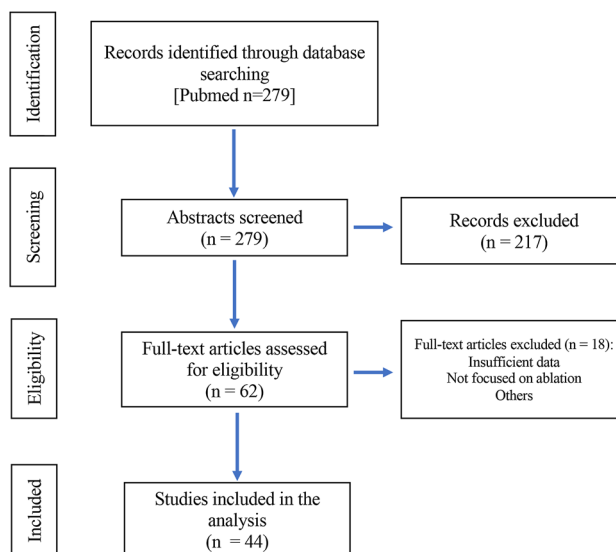 Identification
Records identified through database
searching
[Pubmed n=279]
Screening
Abstracts screened
(n = 279)
Records excluded
(n = 217)
Eligibility
Full-text articles assessed
for eligibility
(n = 62)
Full-text articles excluded (n = 18):
Insufficient data
Not focused on ablation
Others
Included
Studies included in the
analysis
(n = 44)